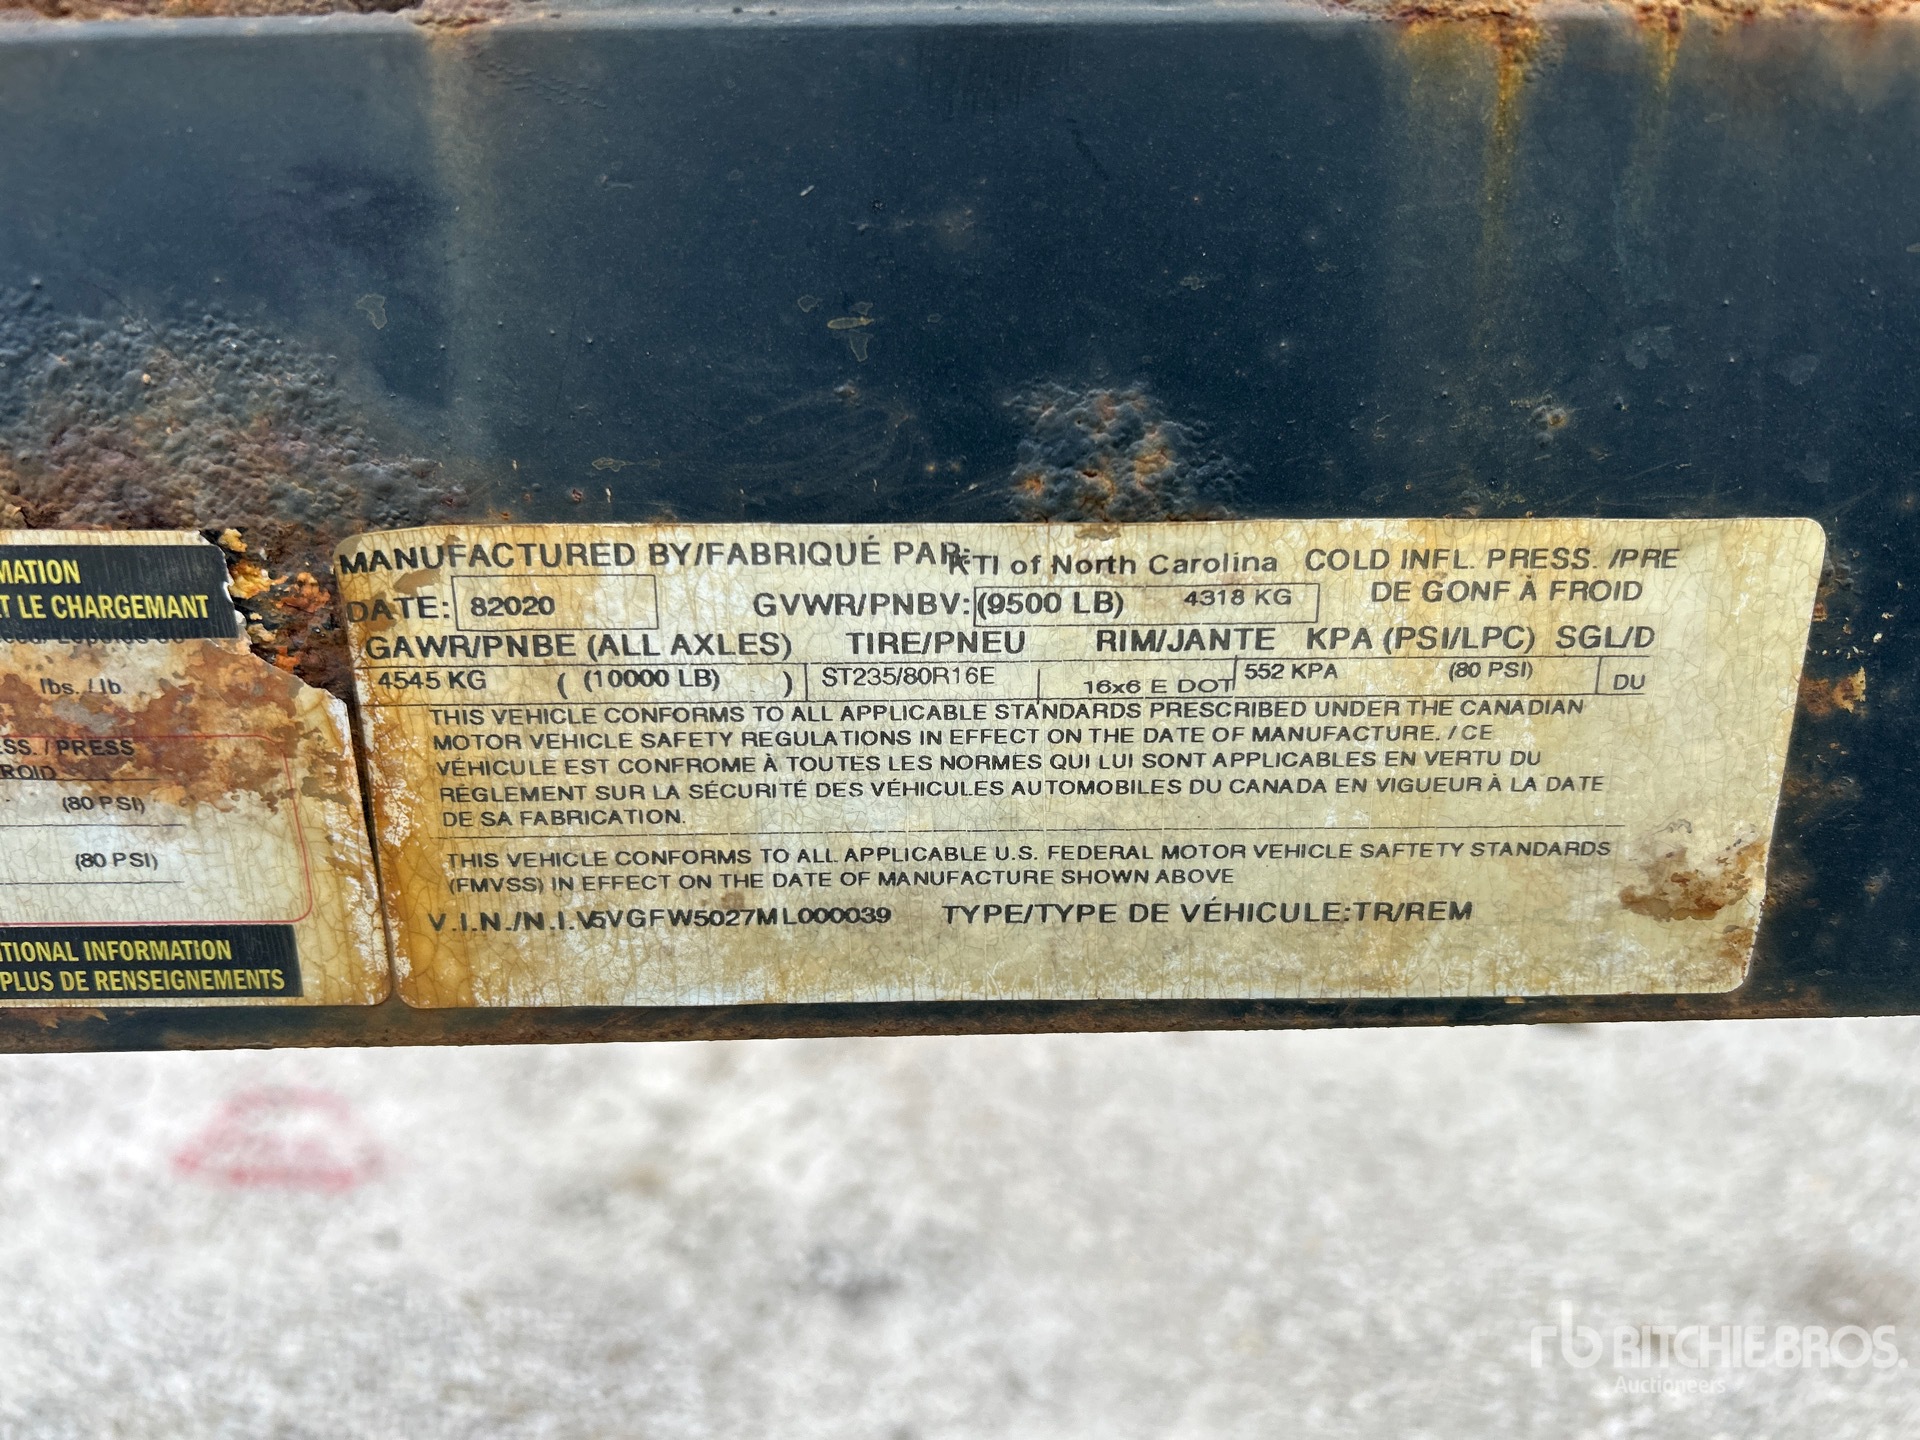 MATION
T LE CHARGEMANT
lbs. / lb
SS. / PRESS
ROID
(80 PSI)
(80 PSI)
TIONAL INFORMATION
PLUS DE RENSEIGNEMENTS
MANUFACTURED BY/FABRIQUÉ PAR: KTI of North Carolina
COLD INFL. PRESS. /PRE
DE GONF À FROID
DATE: 82020 GVWR/PNBV: (9500 LB) 4318 KG
GAWR/PNBE (ALL AXLES) TIRE/PNEU RIM/JANTE KPA (PSI/LPC) SGL/D
4545 KG ( (10000 LB) ) ST235/80R16E 16x6 E DOT 552 KPA (80 PSI) DU
THIS VEHICLE CONFORMS TO ALL APPLICABLE STANDARDS PRESCRIBED UNDER THE CANADIAN
MOTOR VEHICLE SAFETY REGULATIONS IN EFFECT ON THE DATE OF MANUFACTURE. / CE
VÉHICULE EST CONFROME À TOUTES LES NORMES QUI LUI SONT APPLICABLES EN VERTU DU
RÈGLEMENT SUR LA SÉCURITÉ DES VÉHICULES AUTOMOBILES DU CANADA EN VIGUEUR À LA DATE
DE SA FABRICATION.
THIS VEHICLE CONFORMS TO ALL APPLICABLE U.S. FEDERAL MOTOR VEHICLE SAFTETY STANDARDS
(FMVSS) IN EFFECT ON THE DATE OF MANUFACTURE SHOWN ABOVE
V.I.N./N.I.V 5VGFW5027ML000039 TYPE/TYPE DE VÉHICULE:TR/REM
rb RITCHIE BROS.
Auctioneers